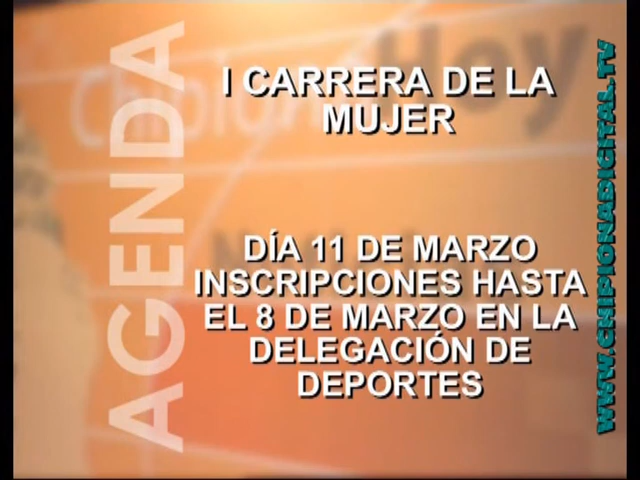 I CARRERA DE LA
MUJER
DÍA 11 DE MARZO
INSCRIPCIONES HASTA
EL 8 DE MARZO EN LA
DELEGACIÓN DE
DEPORTES
AGENDA
WWW.CHIPIONADIGITAL.TV
Hoy